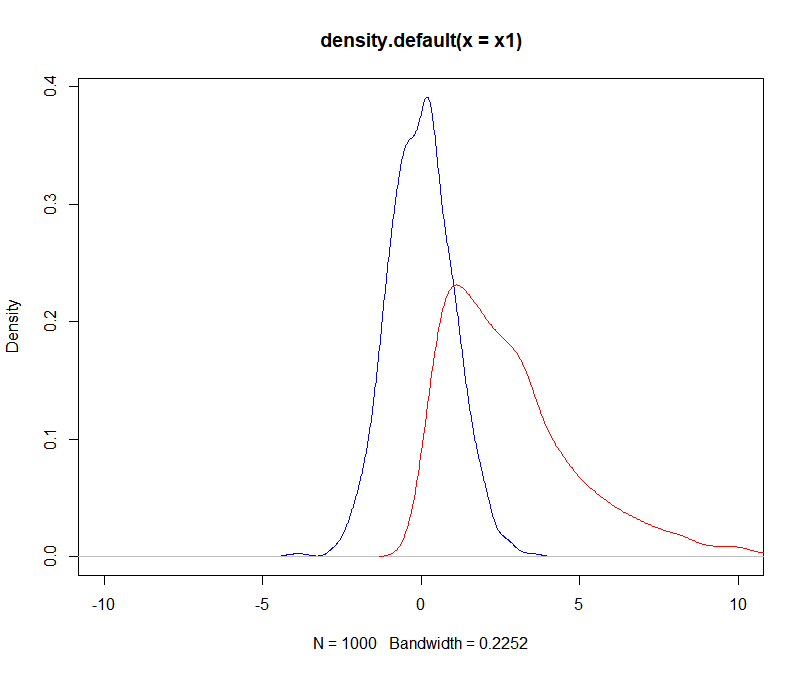 density.default(x = x1)
Density
0.4
0.3
0.2
0.1
0.0
-10 -5 0 5 10
N = 1000 Bandwidth = 0.2252